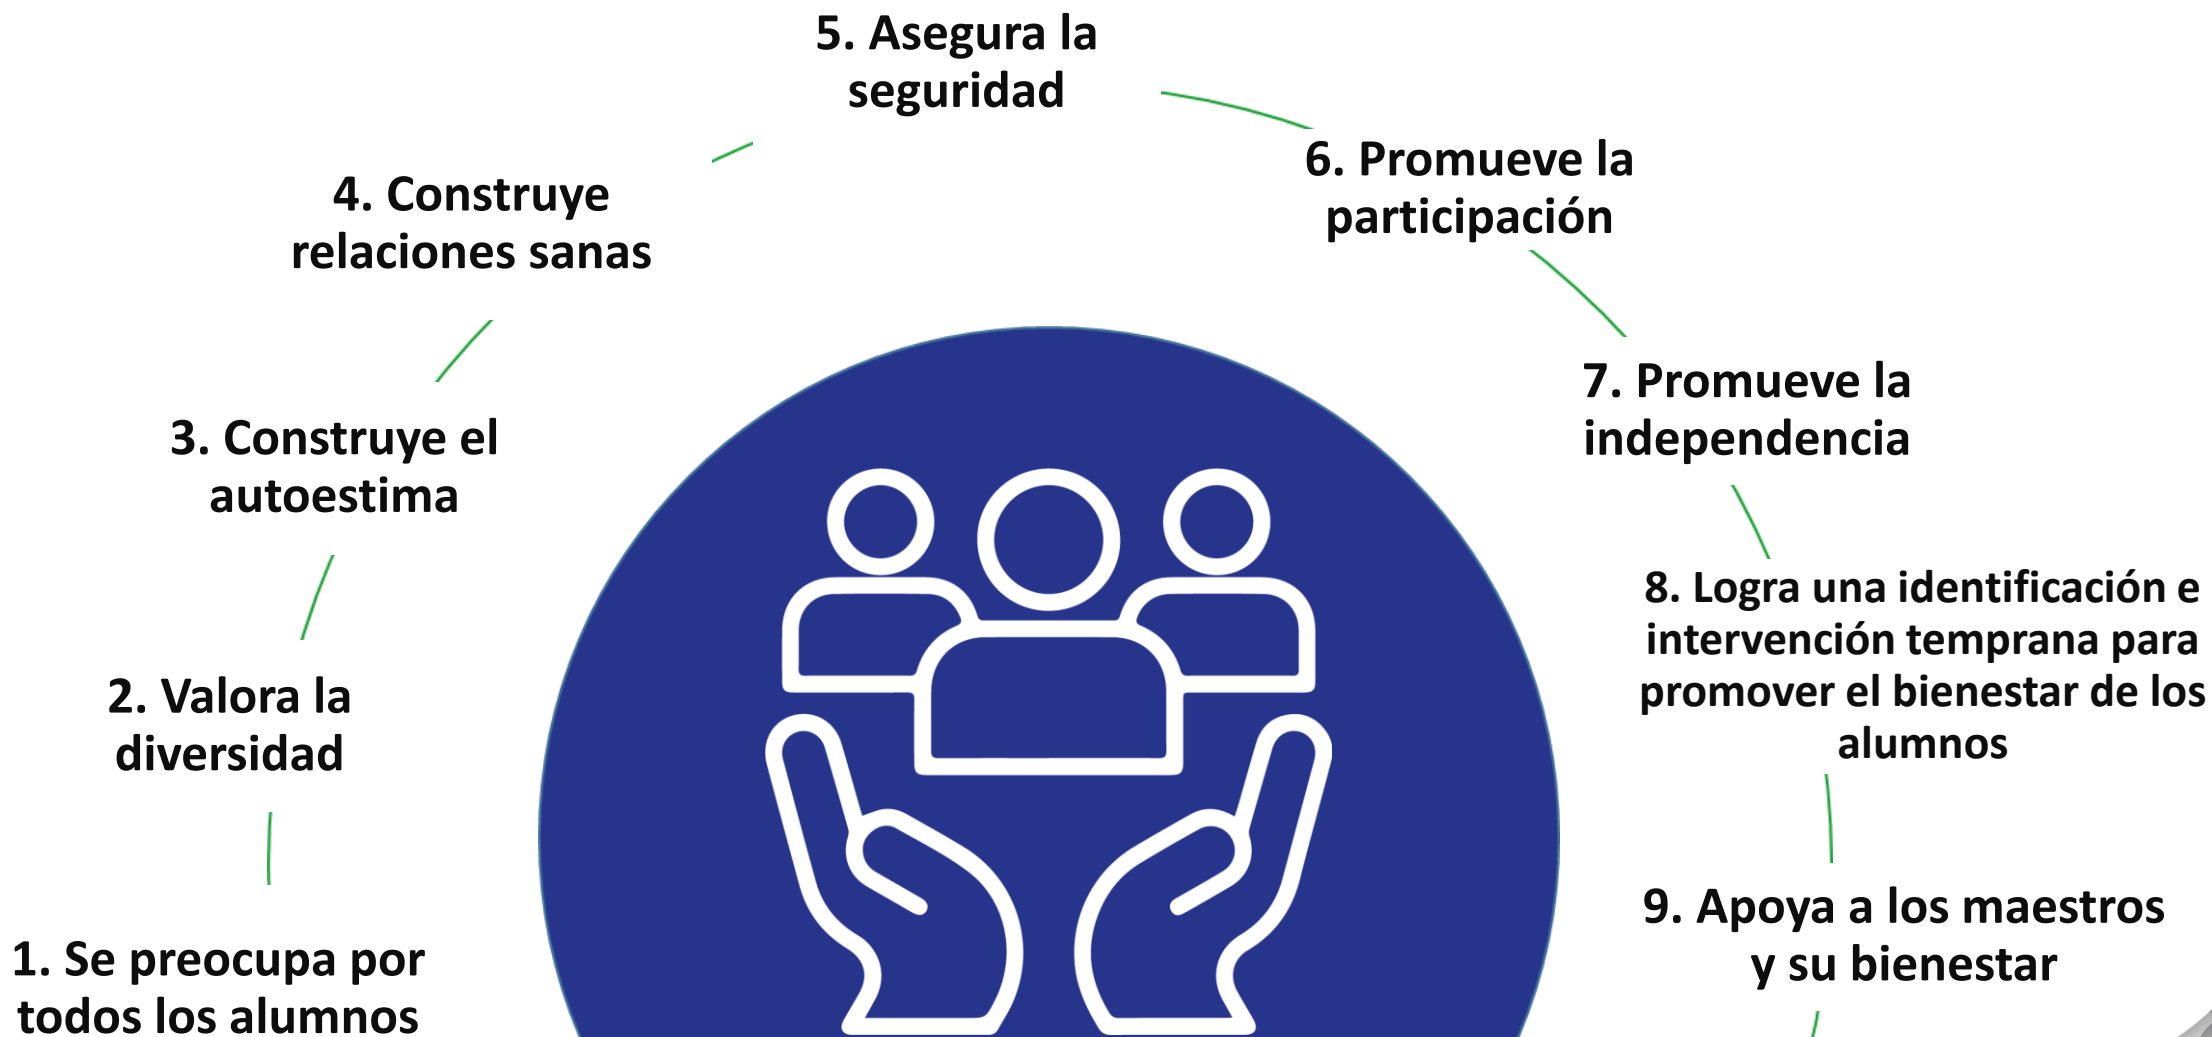 1. Se preocupa por
todos los alumnos
2. Valora la
diversidad
3. Construye el
autoestima
4. Construye
relaciones sanas
5. Asegura la
seguridad
6. Promueve la
participación
7. Promueve la
independencia
8. Logra una identificación e
intervención temprana para
promover el bienestar de los
alumnos
9. Apoya a los maestros
y su bienestar